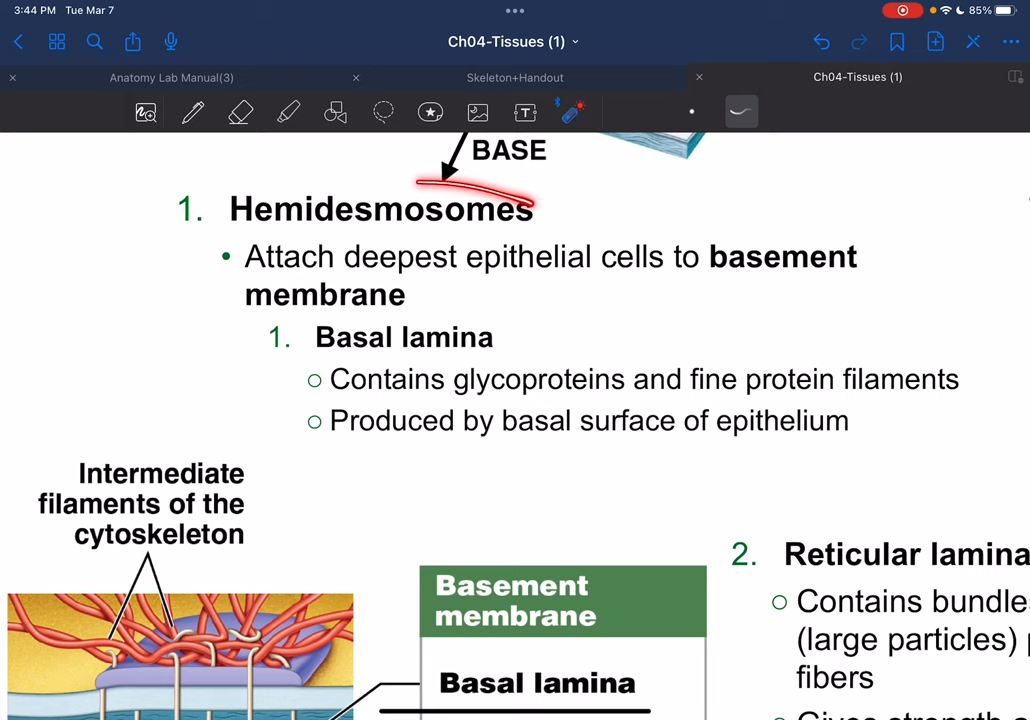 3:44 PM Tue Mar 7
85%
Ch04-Tissues (1)
Anatomy Lab Manual(3)
Skeleton+Handout
Ch04-Tissues (1)
BASE
1. Hemidesmosomes
• Attach deepest epithelial cells to basement
membrane
1. Basal lamina
○ Contains glycoproteins and fine protein filaments
○ Produced by basal surface of epithelium
Intermediate
filaments of the
cytoskeleton
Basement
membrane
Basal lamina
2. Reticular lamina
○ Contains bundle
(large particles)
fibers
Gives strength